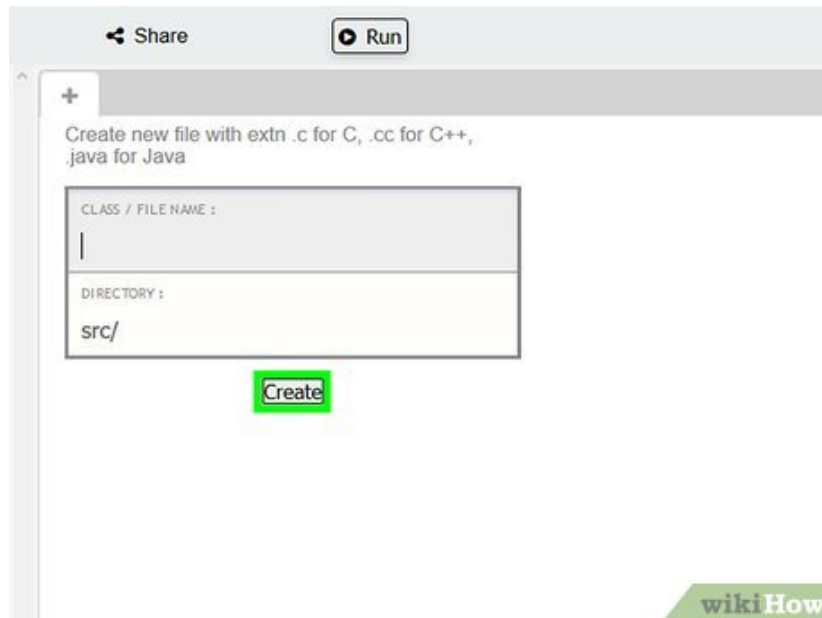 Share
Run
+
Create new file with extn .c for C, .cc for C++,
.java for Java
CLASS / FILE NAME :
DIRECTORY :
src/
Create
wikiHow